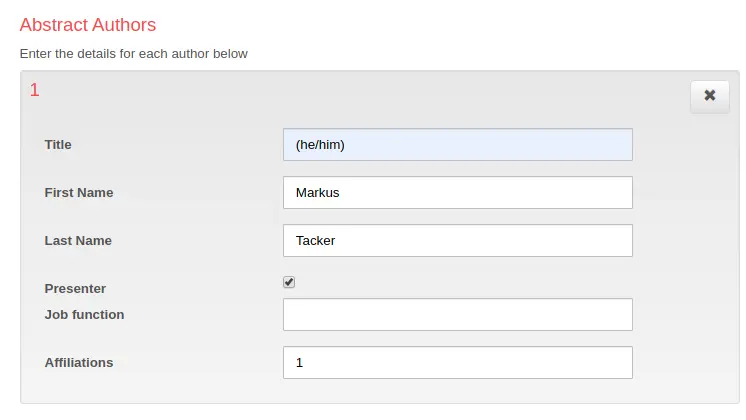 Abstract Authors
Enter the details for each author below
1
Title (he/him)
First Name Markus
Last Name Tacker
Presenter
Job function
Affiliations 1